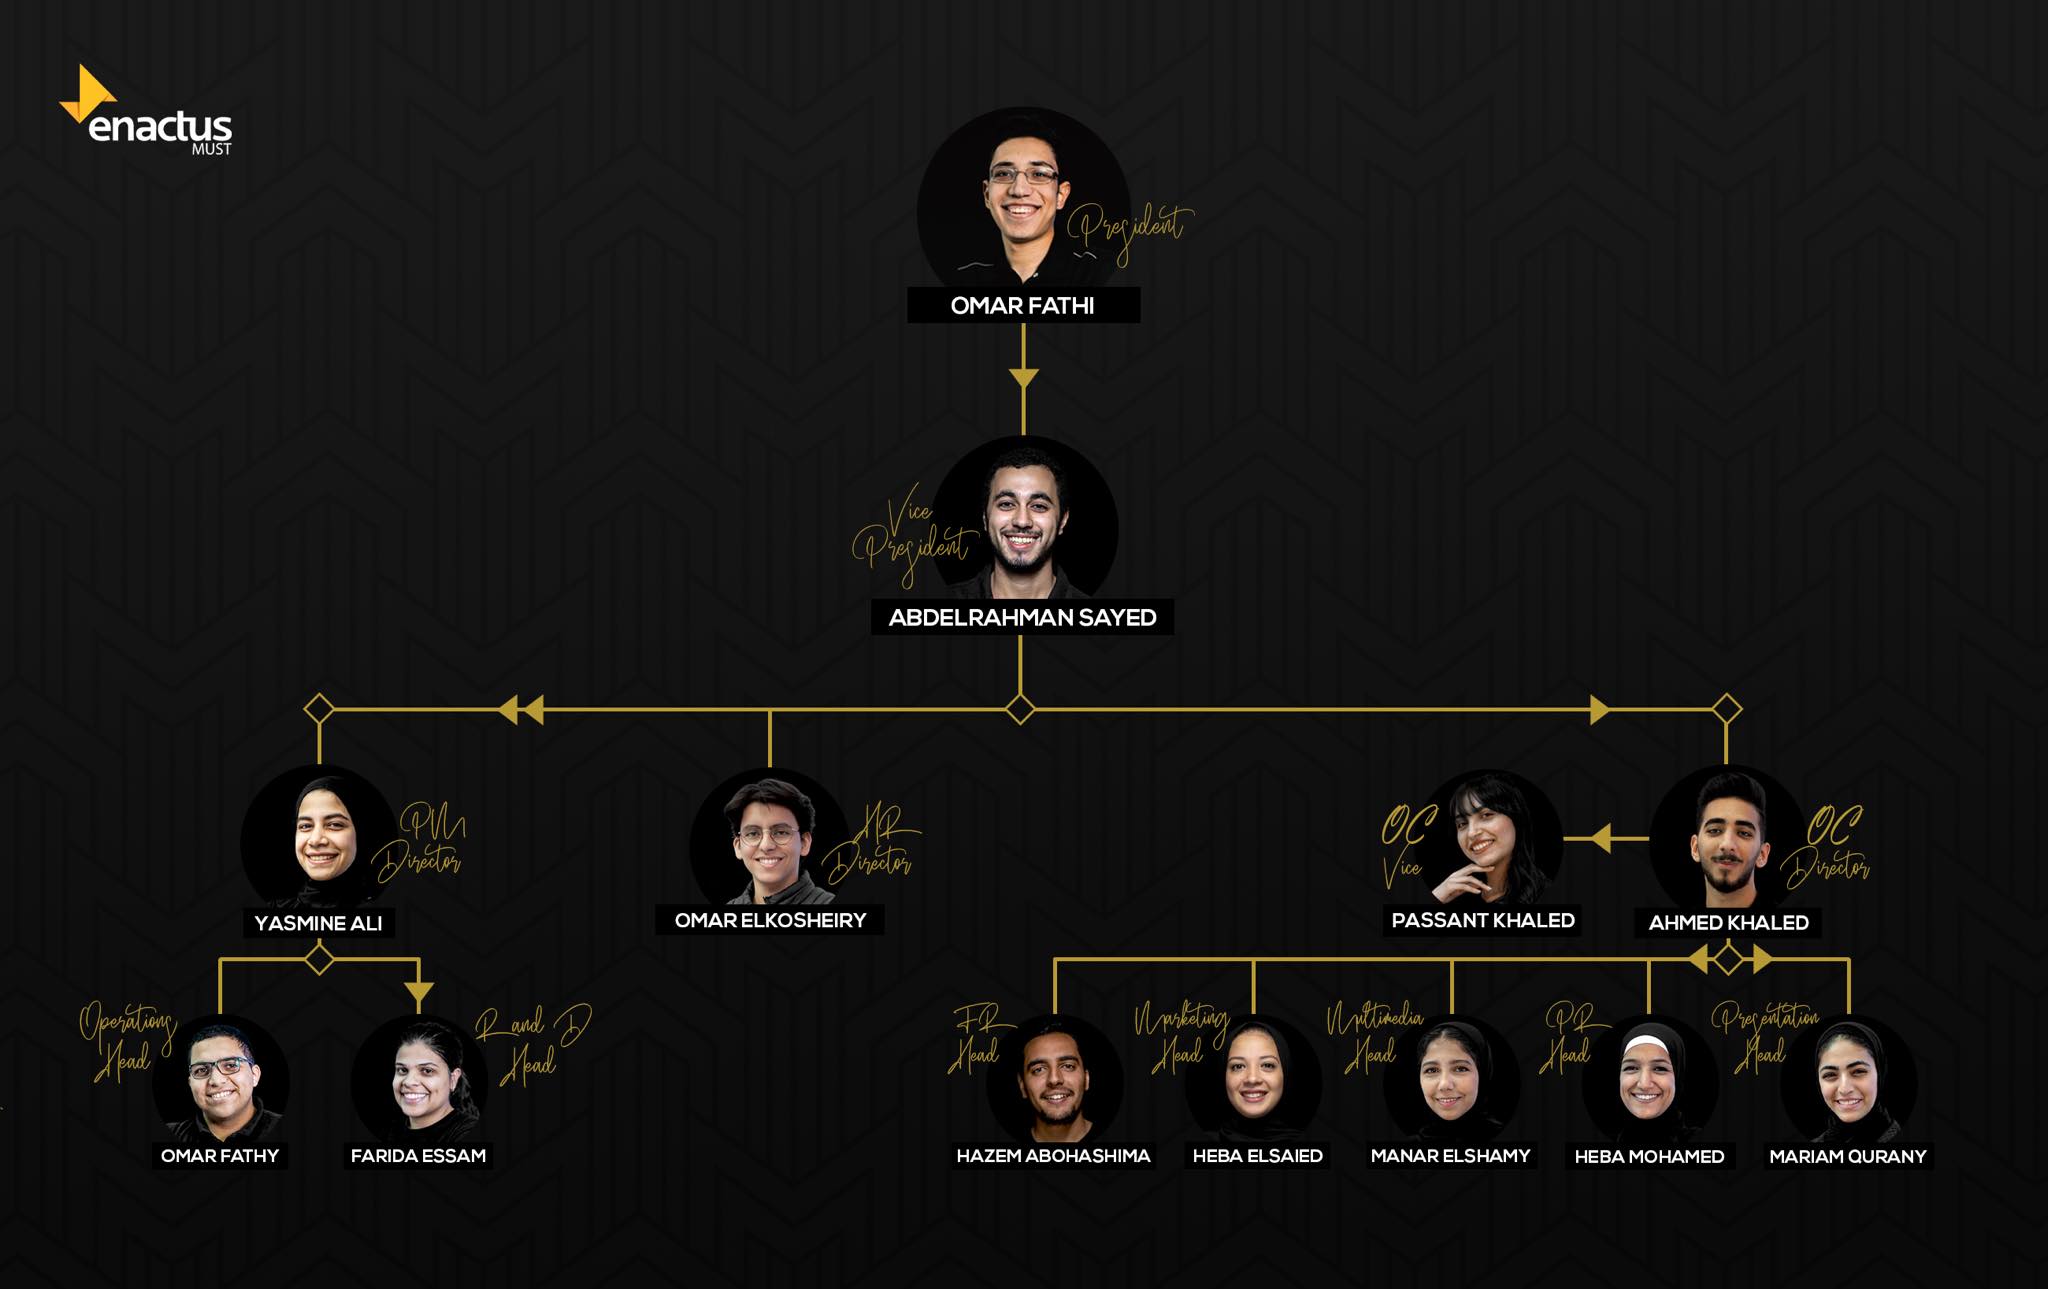 enactus
MUST
President
OMAR FATHI
Vice
President
ABDELRAHMAN SAYED
PM
Director
YASMINE ALI
HR
Director
OMAR ELKOSHEIRY
OC
Vice
PASSANT KHALED
OC
Director
AHMED KHALED
Operations
Head
OMAR FATHY
R and D
Head
FARIDA ESSAM
FR
Head
HAZEM ABOHASHIMA
Marketing
Head
HEBA ELSAIED
Multimedia
Head
MANAR ELSHAMY
PR
Head
HEBA MOHAMED
Presentation
Head
MARIAM QURANY